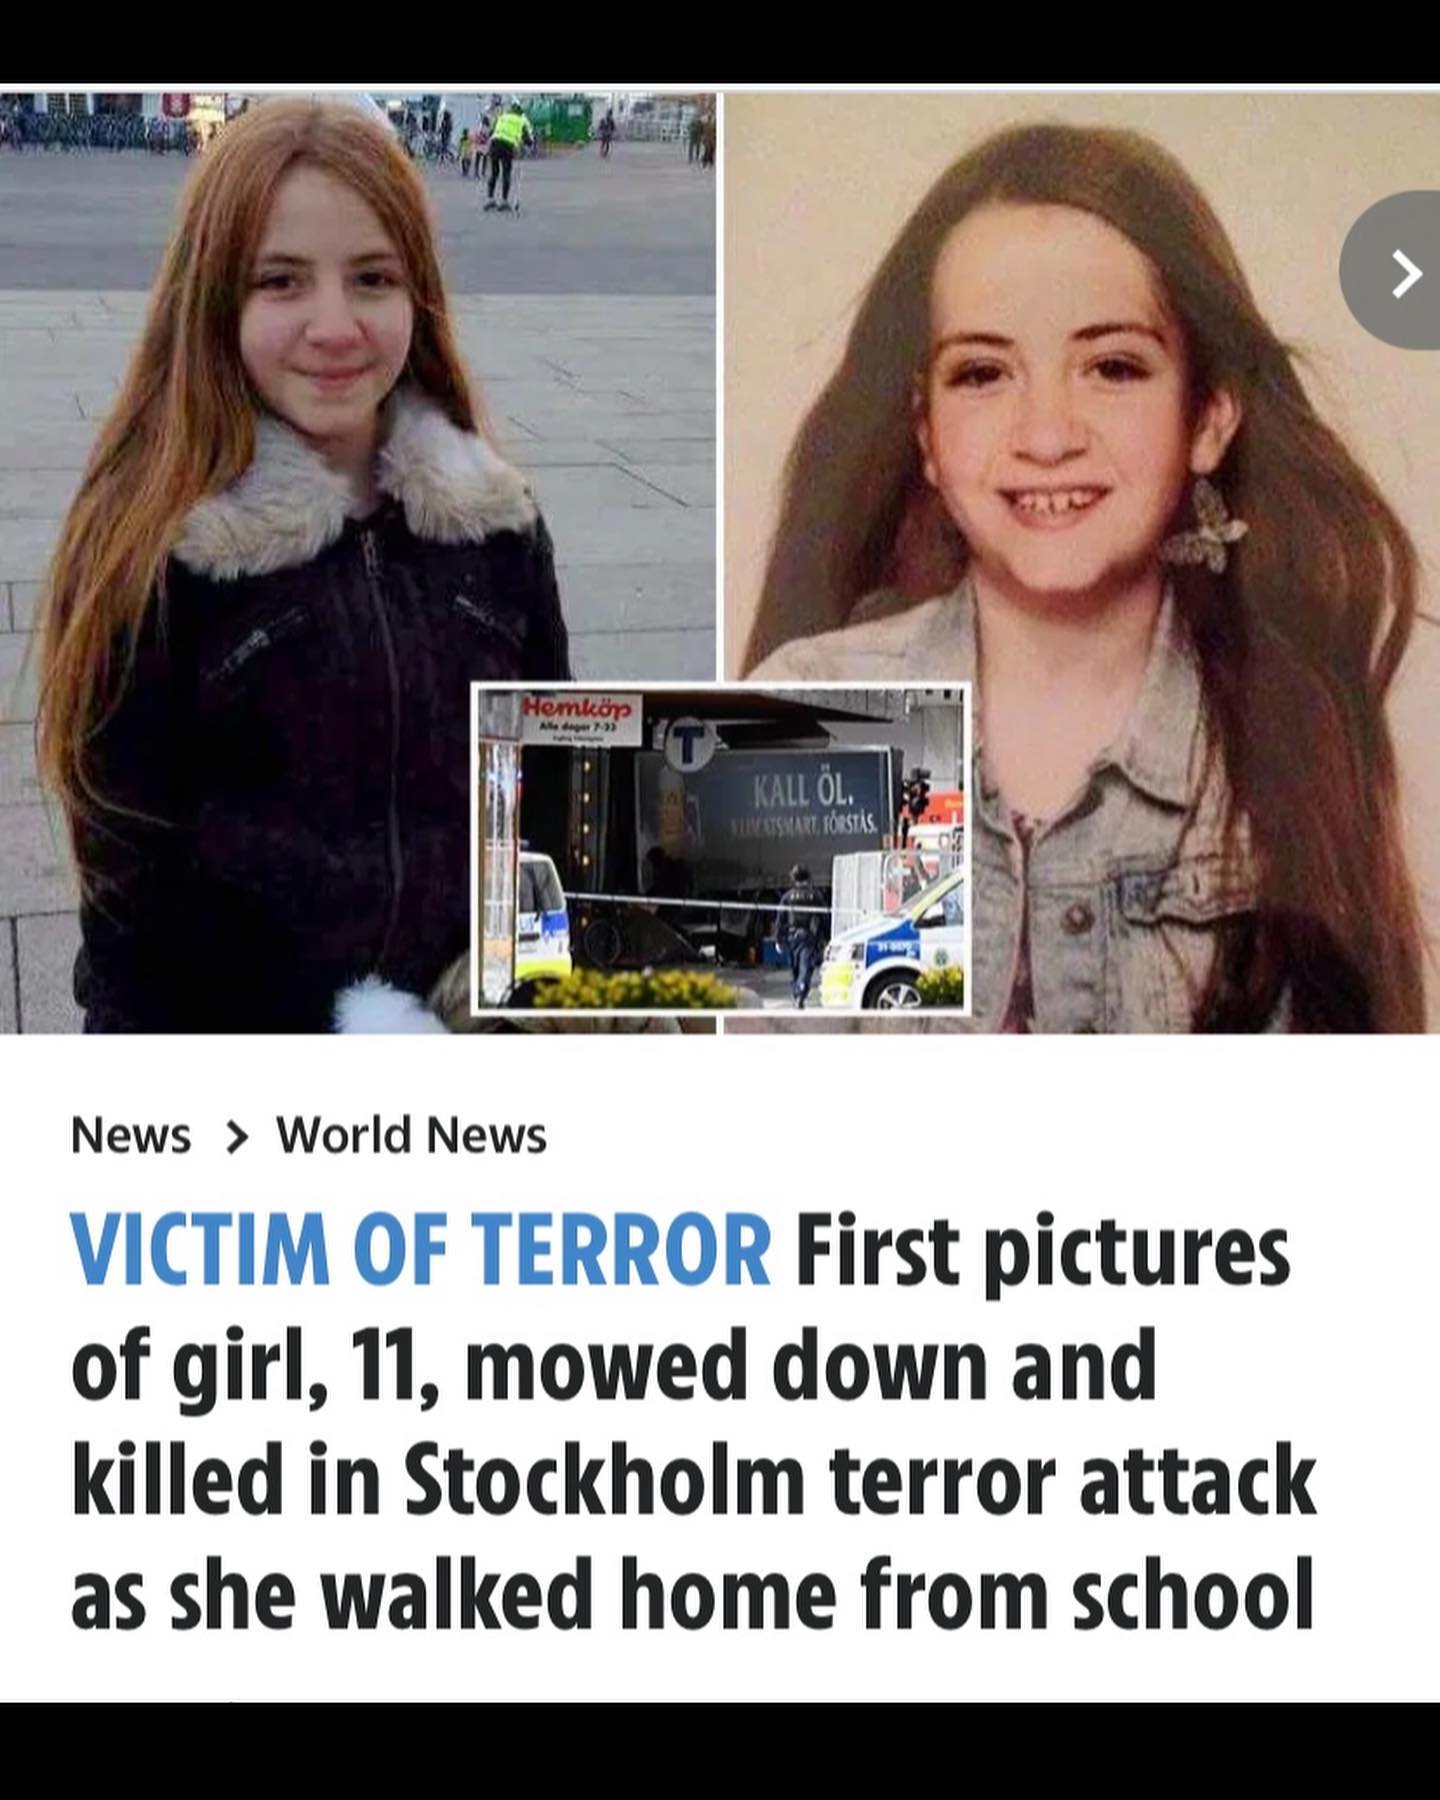 Hemköp
Alla dagar 7-22
T
KALL ÖL.
KLIMATSMART. FÖRSTÅS.
News > World News
VICTIM OF TERROR First pictures
of girl, 11, mowed down and
killed in Stockholm terror attack
as she walked home from school